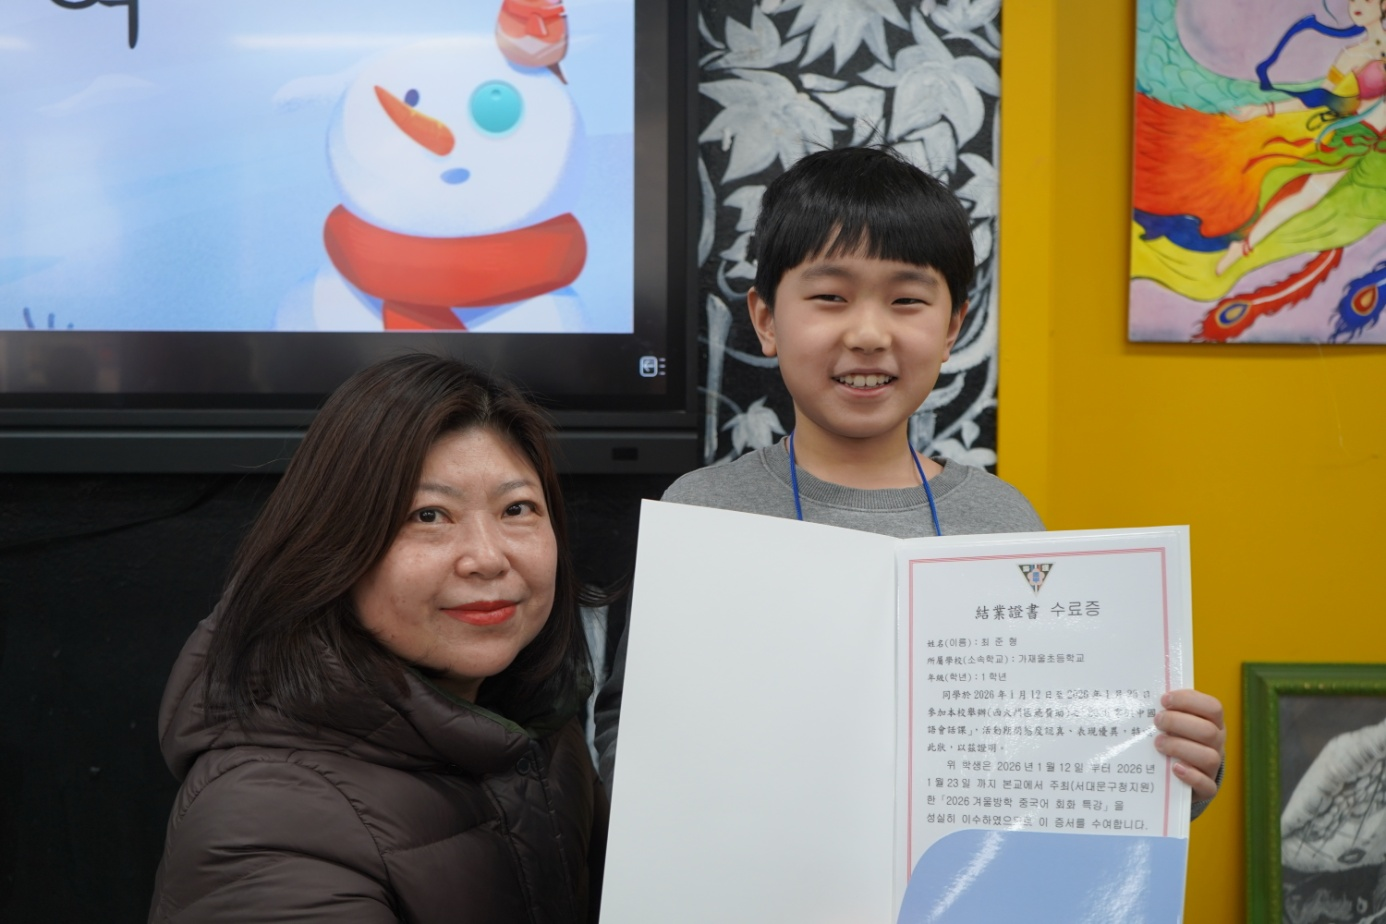 結業證書 수료증
姓名(이름) : 최 준 형
所屬學校(소속학교) : 가재울초등학교
年級(학년) : 1 학년
同學於 2026 年 1 月 12 日至 2026 年 1 月 23 日
參加本校舉辦(西大門區
語會話課」, 活動期間態度認真,表現優異,特
此狀,以茲證明。
위 학생은 2026 년 1 월 12 일 부터 2026 년
1 월 23 일 까지 본교에서 주최(서대문구청지원)
한「2026 겨울방학 중국어 회화 특강」을
성실히 이수하였으므로 이 증서를 수여합니다.